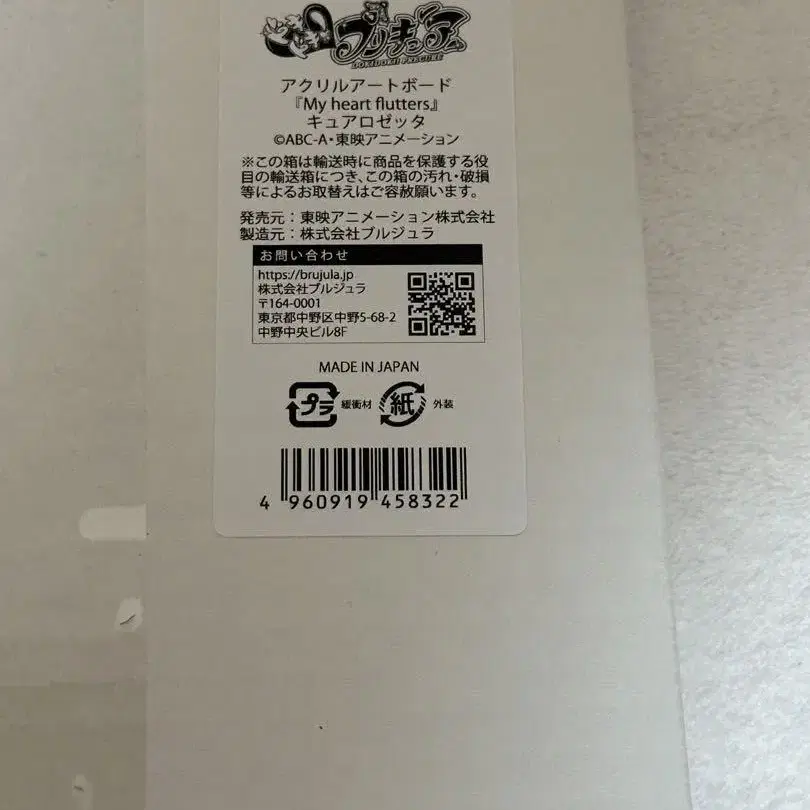 ドキドキ!
プリキュア
DOKIDOKI! PRECURE
アクリルアートボード
『My heart flutters』
キュアロゼッタ
©ABC-A・東映アニメーション
※この箱は輸送時に商品を保護する役
目の輸送箱につき、この箱の汚れ・破損
等によるお取替えはご容赦願います。
発売元：東映アニメーション株式会社
製造元：株式会社ブルジュラ
お問い合わせ
https://brujula.jp
株式会社ブルジュラ
〒164-0001
東京都中野区中野5-68-2
中野中央ビル8F
MADE IN JAPAN
プラ 緩衝材 紙 外装
4 960919 458322